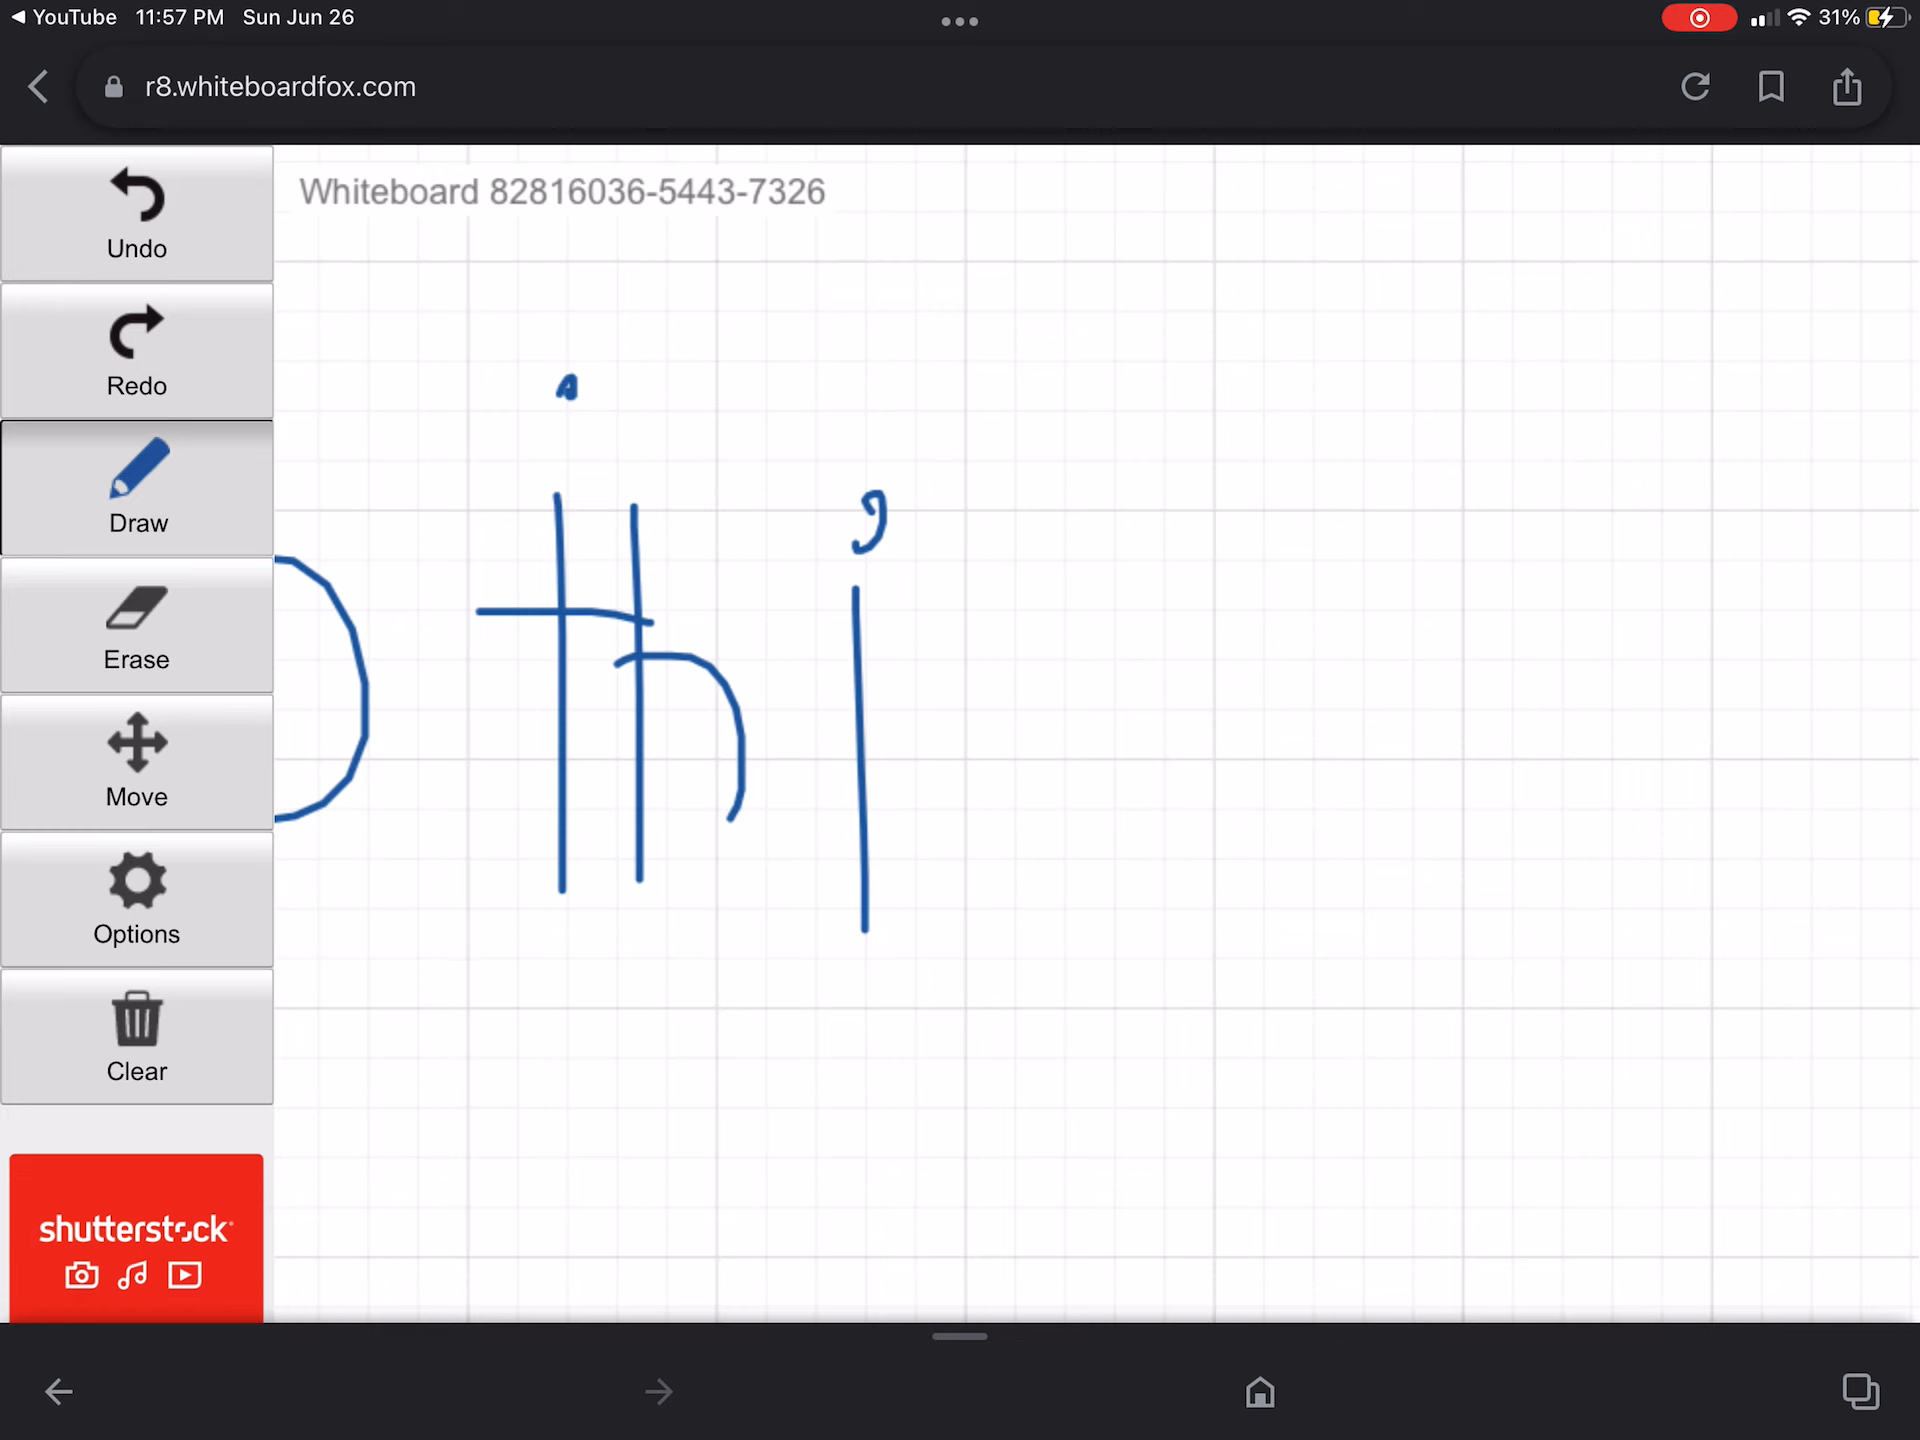 YouTube 11:57 PM Sun Jun 26 31%
r8.whiteboardfox.com
Whiteboard 82816036-5443-7326
Undo
Redo
Draw
Erase
Move
Options
Clear
thi
shutterstock